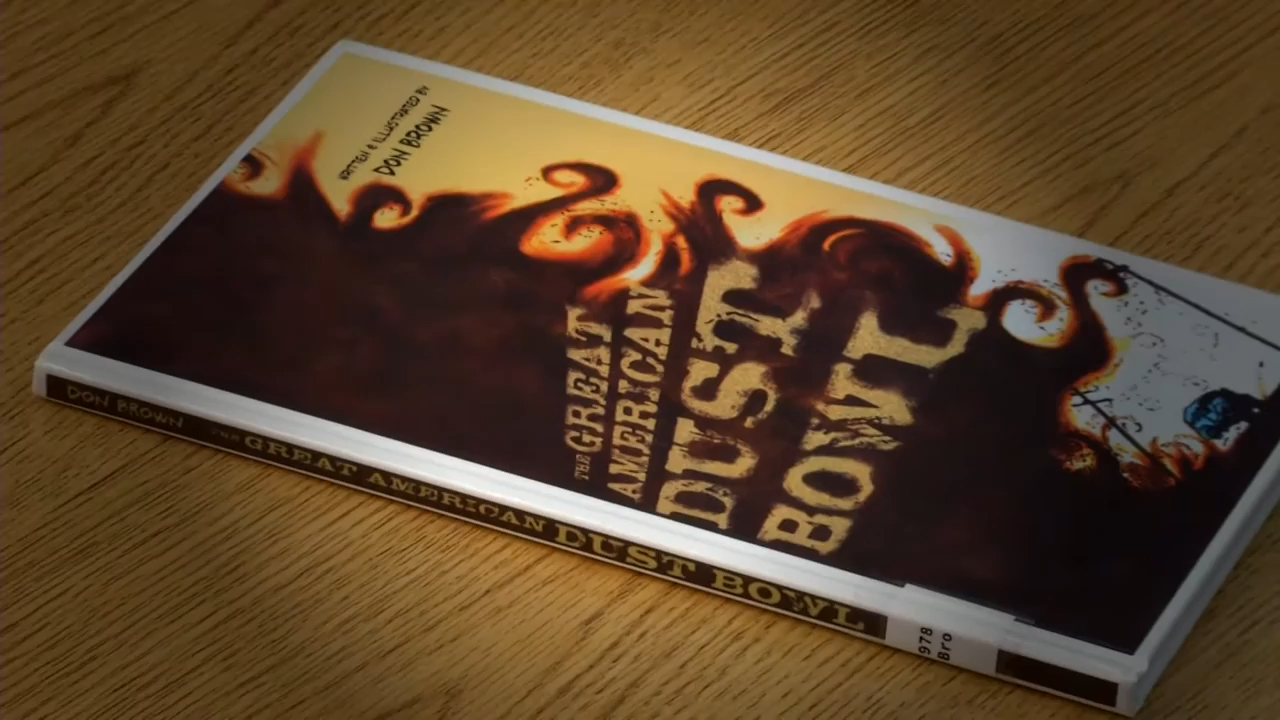 WRITTEN & ILLUSTRATED BY
DON BROWN
THE GREAT
AMERICAN
DUST
BOWL
DON BROWN THE GREAT AMERICAN DUST BOWL
978
Bro